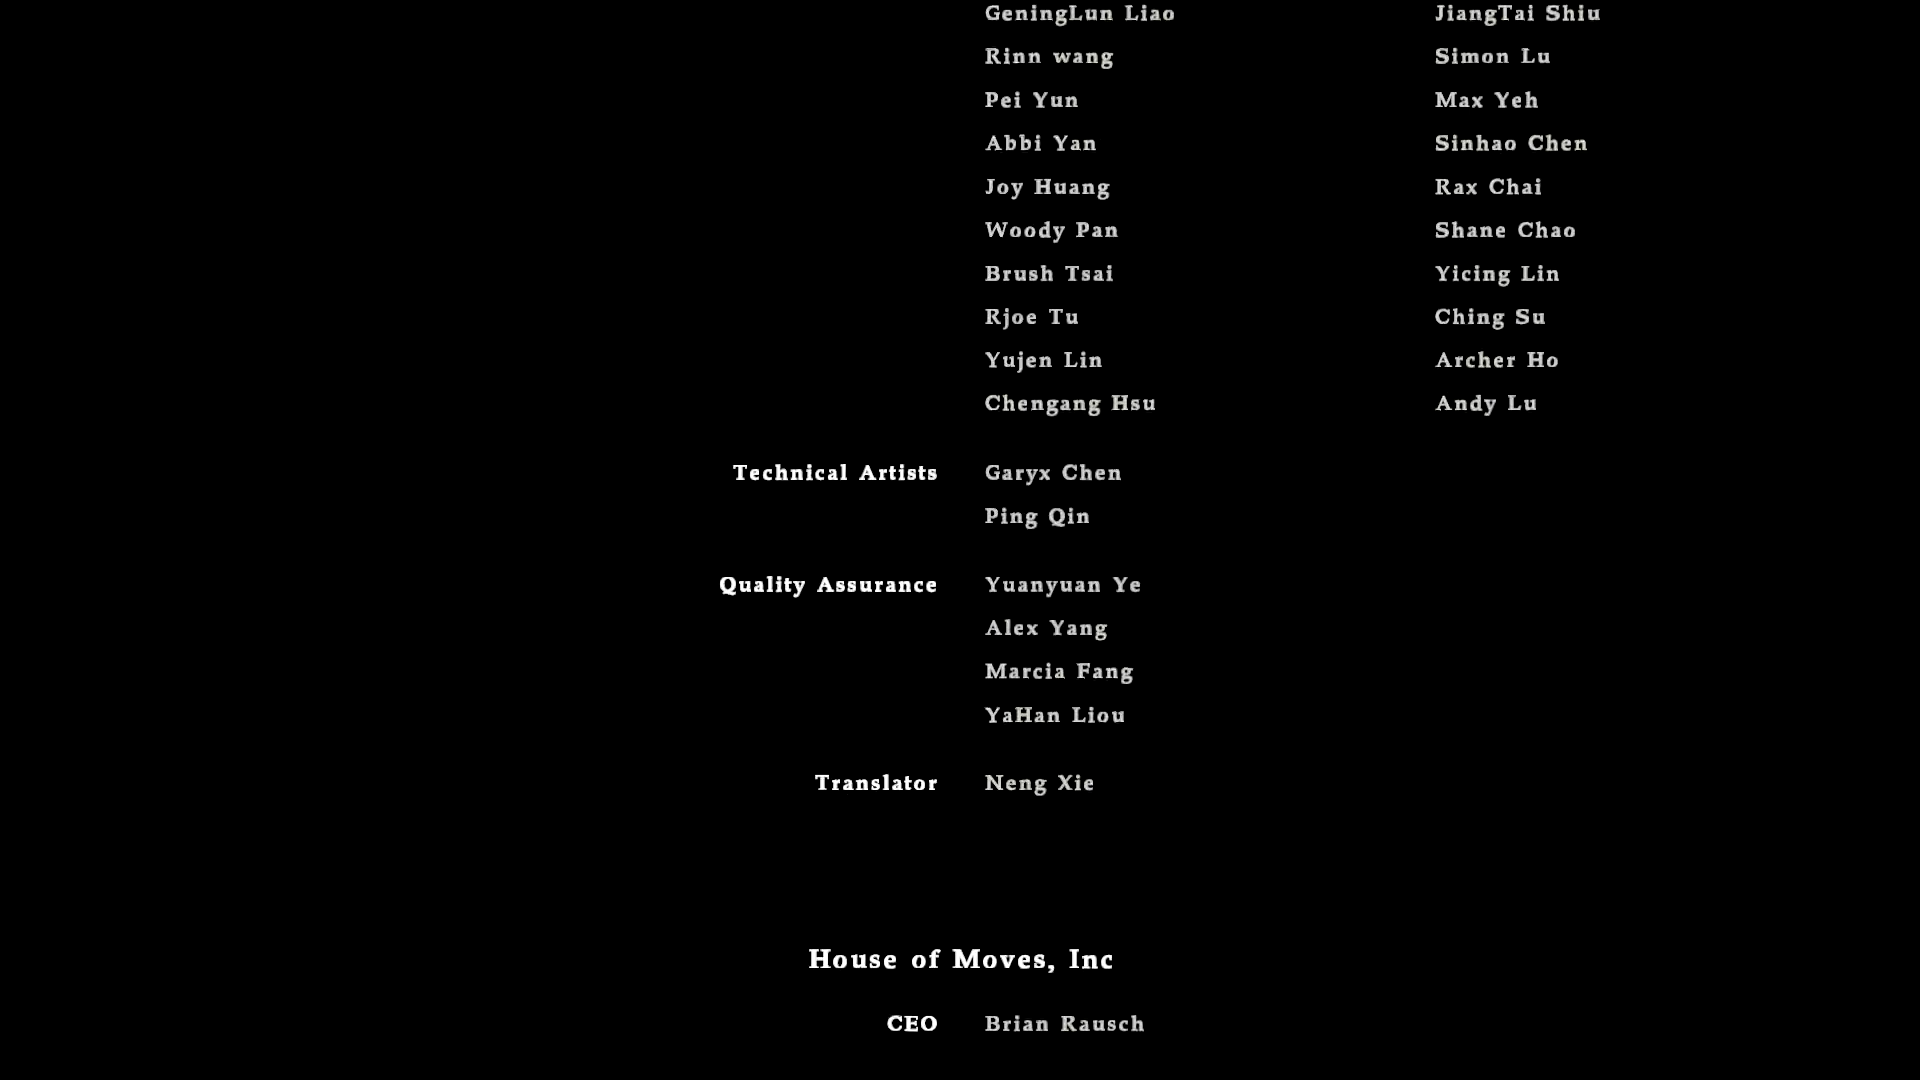 GeningLun Liao JiangTai Shiu
Rinn wang Simon Lu
Pei Yun Max Yeh
Abbi Yan Sinhao Chen
Joy Huang Rax Chai
Woody Pan Shane Chao
Brush Tsai Yicing Lin
Rjoe Tu Ching Su
Yujen Lin Archer Ho
Chengang Hsu Andy Lu
Technical Artists Garyx Chen
Ping Qin
Quality Assurance Yuanyuan Ye
Alex Yang
Marcia Fang
YaHan Liou
Translator Neng Xie
House of Moves, Inc
CEO Brian Rausch